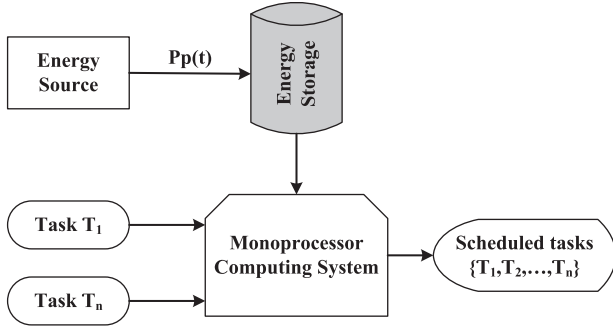 Energy
Source
Pp(t)
Energy
Storage
Task T₁
Task Tₙ
Monoprocessor
Computing System
Scheduled tasks
{T₁,T₂,...,Tₙ}